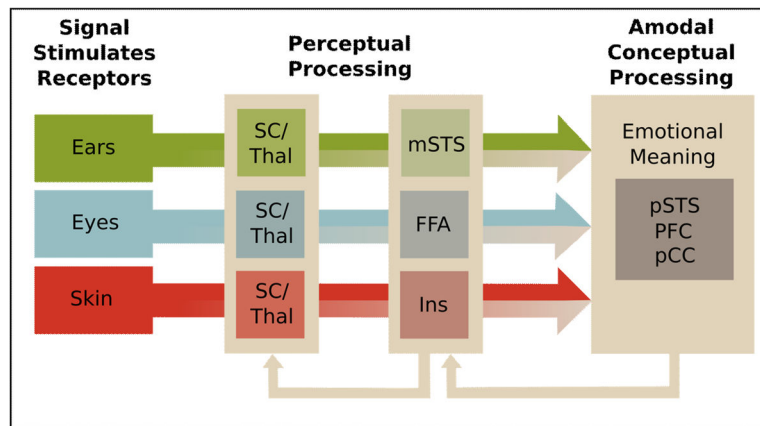 Signal
Stimulates
Receptors
Perceptual
Processing
Amodal
Conceptual
Processing
Ears
SC/
Thal
mSTS
Emotional
Meaning
Eyes
SC/
Thal
FFA
pSTS
PFC
pCC
Skin
SC/
Thal
Ins